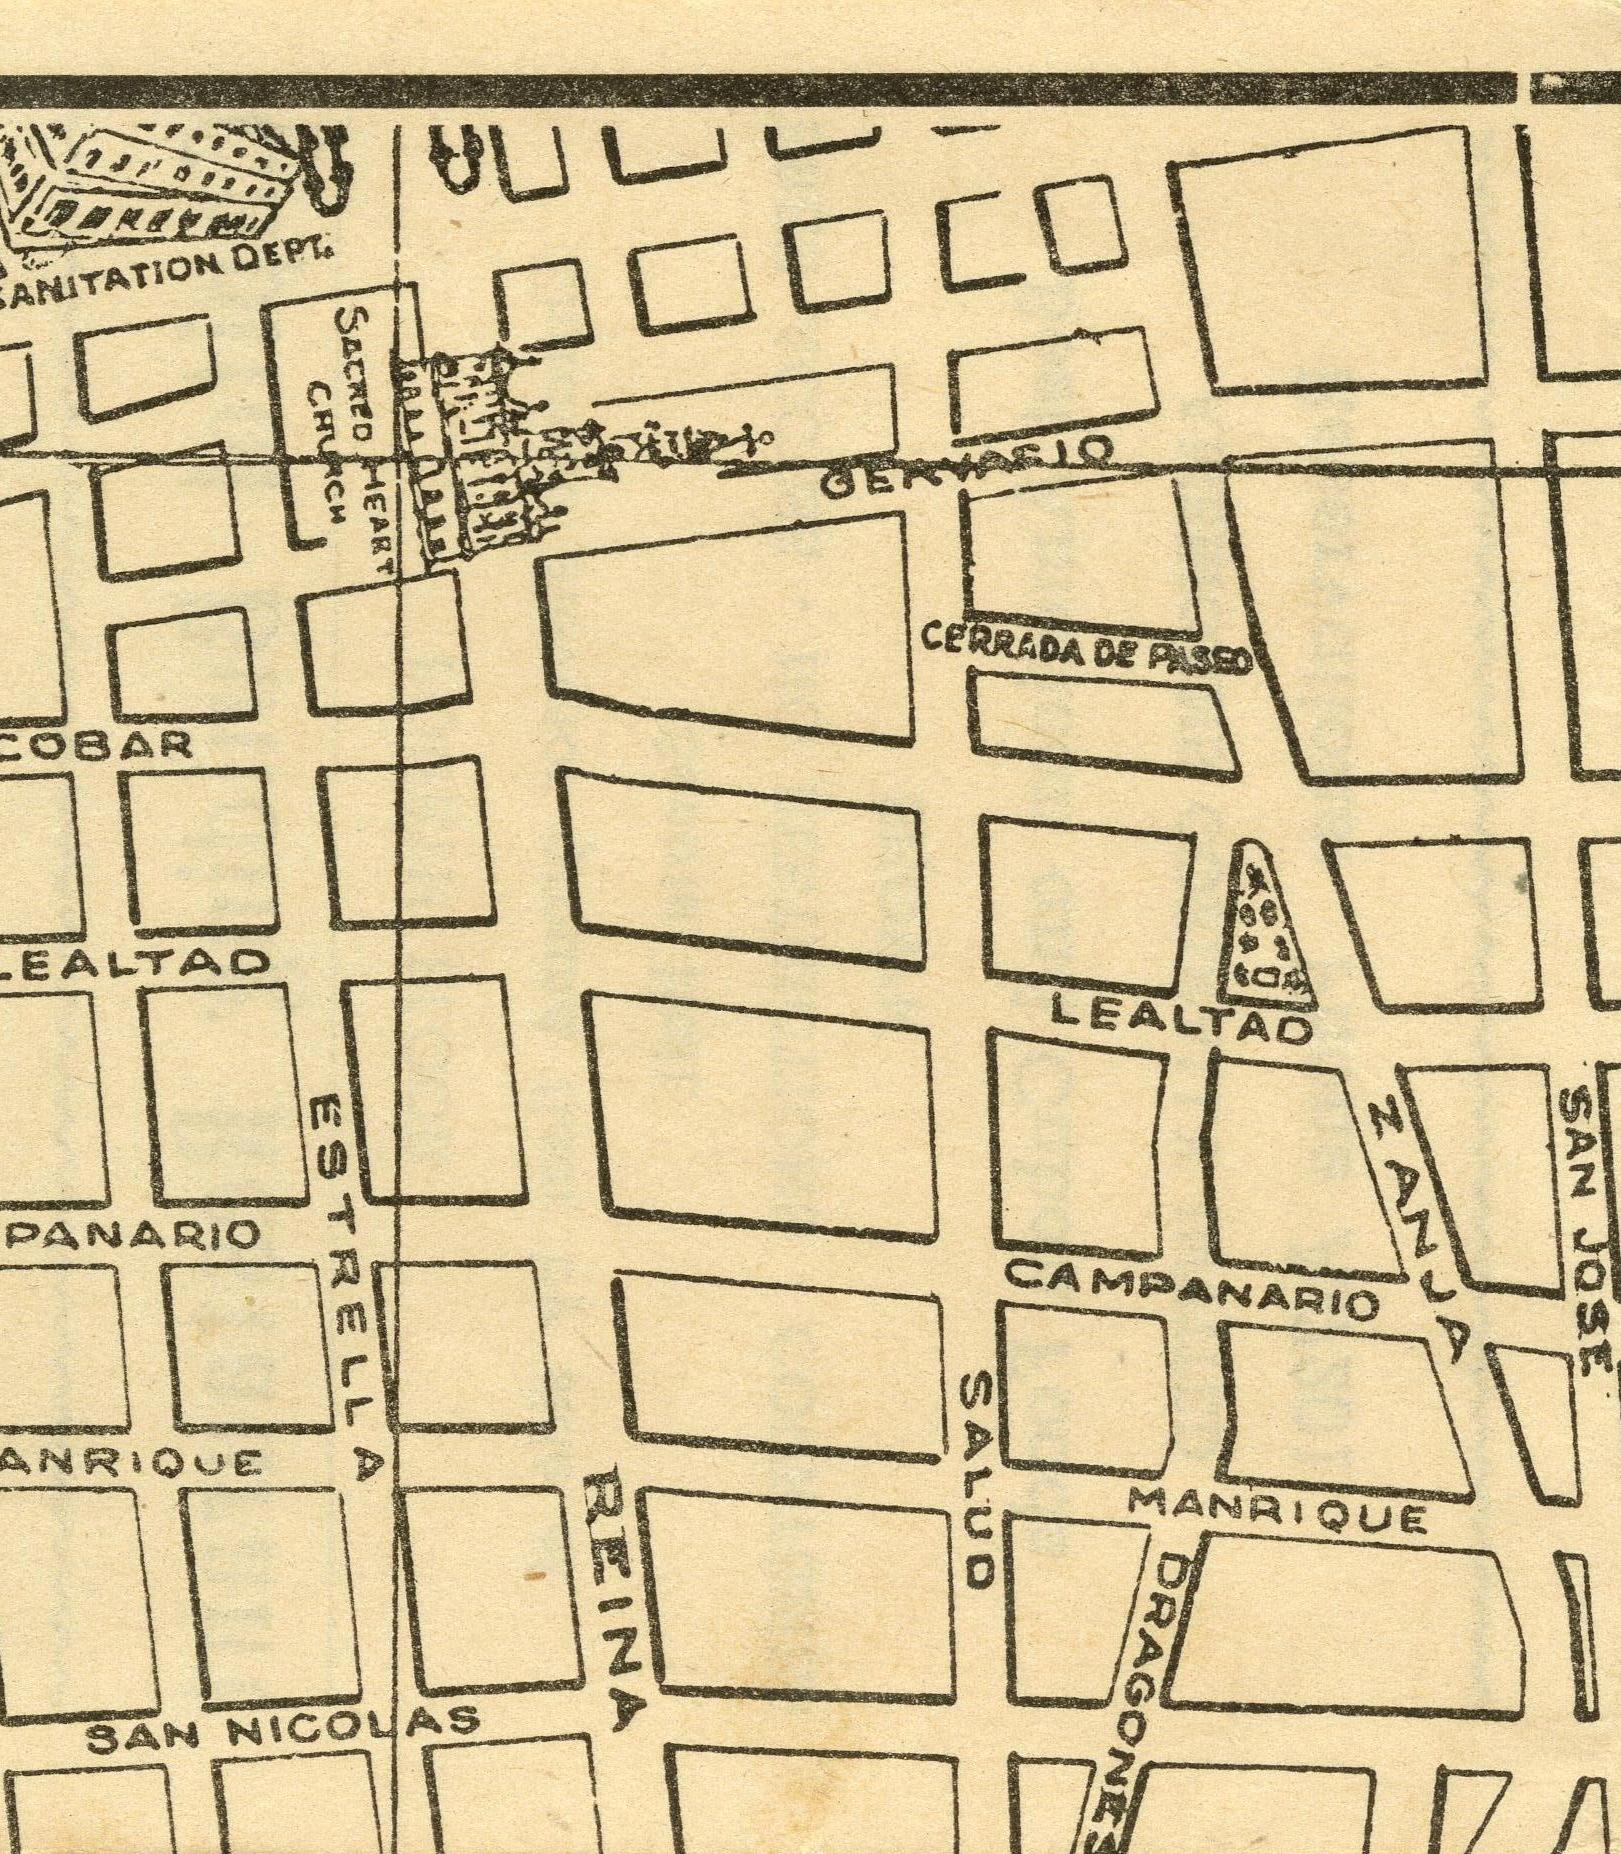 SANITATION DEPT.
SACRED HEART
CHURCH
GERVASIO
CERRADA DE PASEO
COBAR
LEALTAD
LEALTAD
ESTRELLA
ZANLA
SAN JOSE
PANARIO
CAMPANARIO
SALUD
ANRIQUE
MANRIQUE
REINA
DRAGONES
SAN NICOLAS